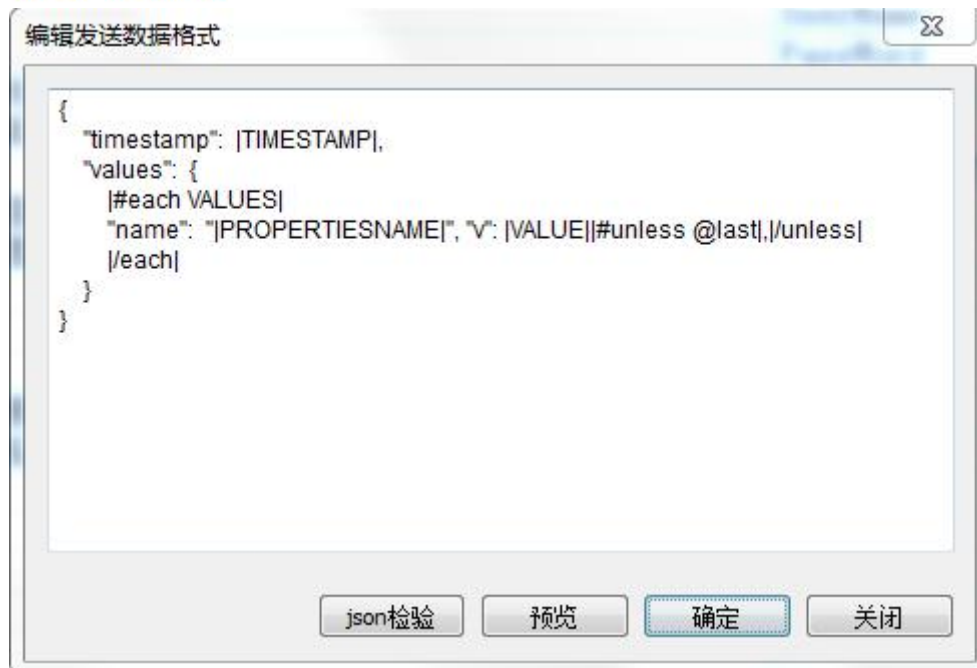 编辑发送数据格式
{
"timestamp": |TIMESTAMP|,
"values": {
|#each VALUES|
"name": "|PROPERTIESNAME|", "v": |VALUE||#unless @last|,|/unless|
|/each|
}
}
json检验
预览
确定
关闭